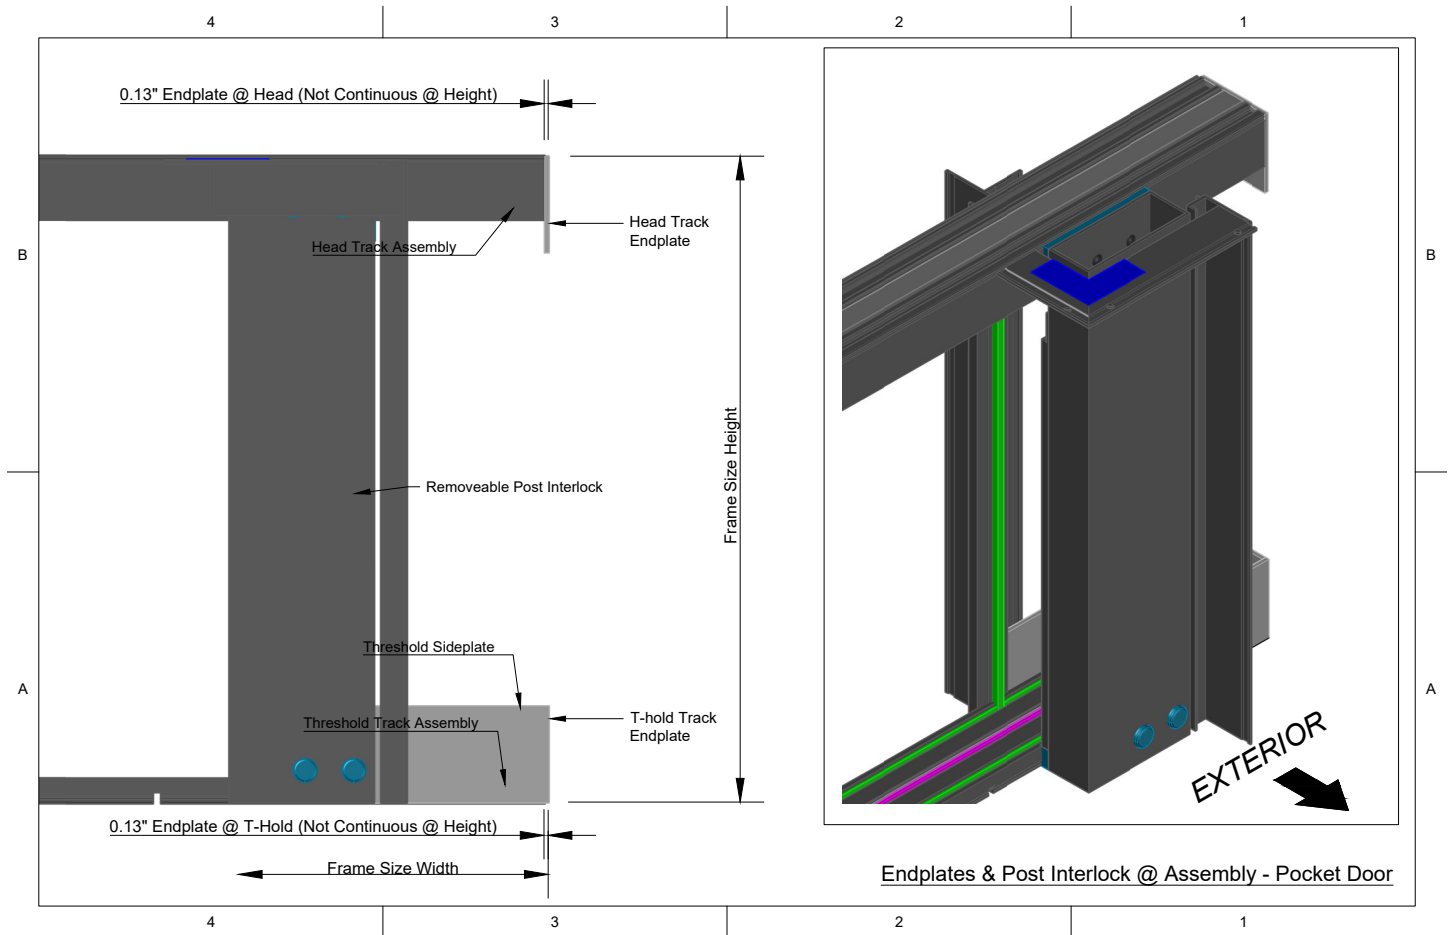 4 3 2 1
0.13" Endplate @ Head (Not Continuous @ Height)
Head Track
Endplate
Head Track Assembly
B B
Frame Size Height
Removeable Post Interlock
Threshold Sideplate
A A
T-hold Track
Endplate
Threshold Track Assembly
EXTERIOR
0.13" Endplate @ T-Hold (Not Continuous @ Height)
Frame Size Width
Endplates & Post Interlock @ Assembly - Pocket Door
4 3 2 1